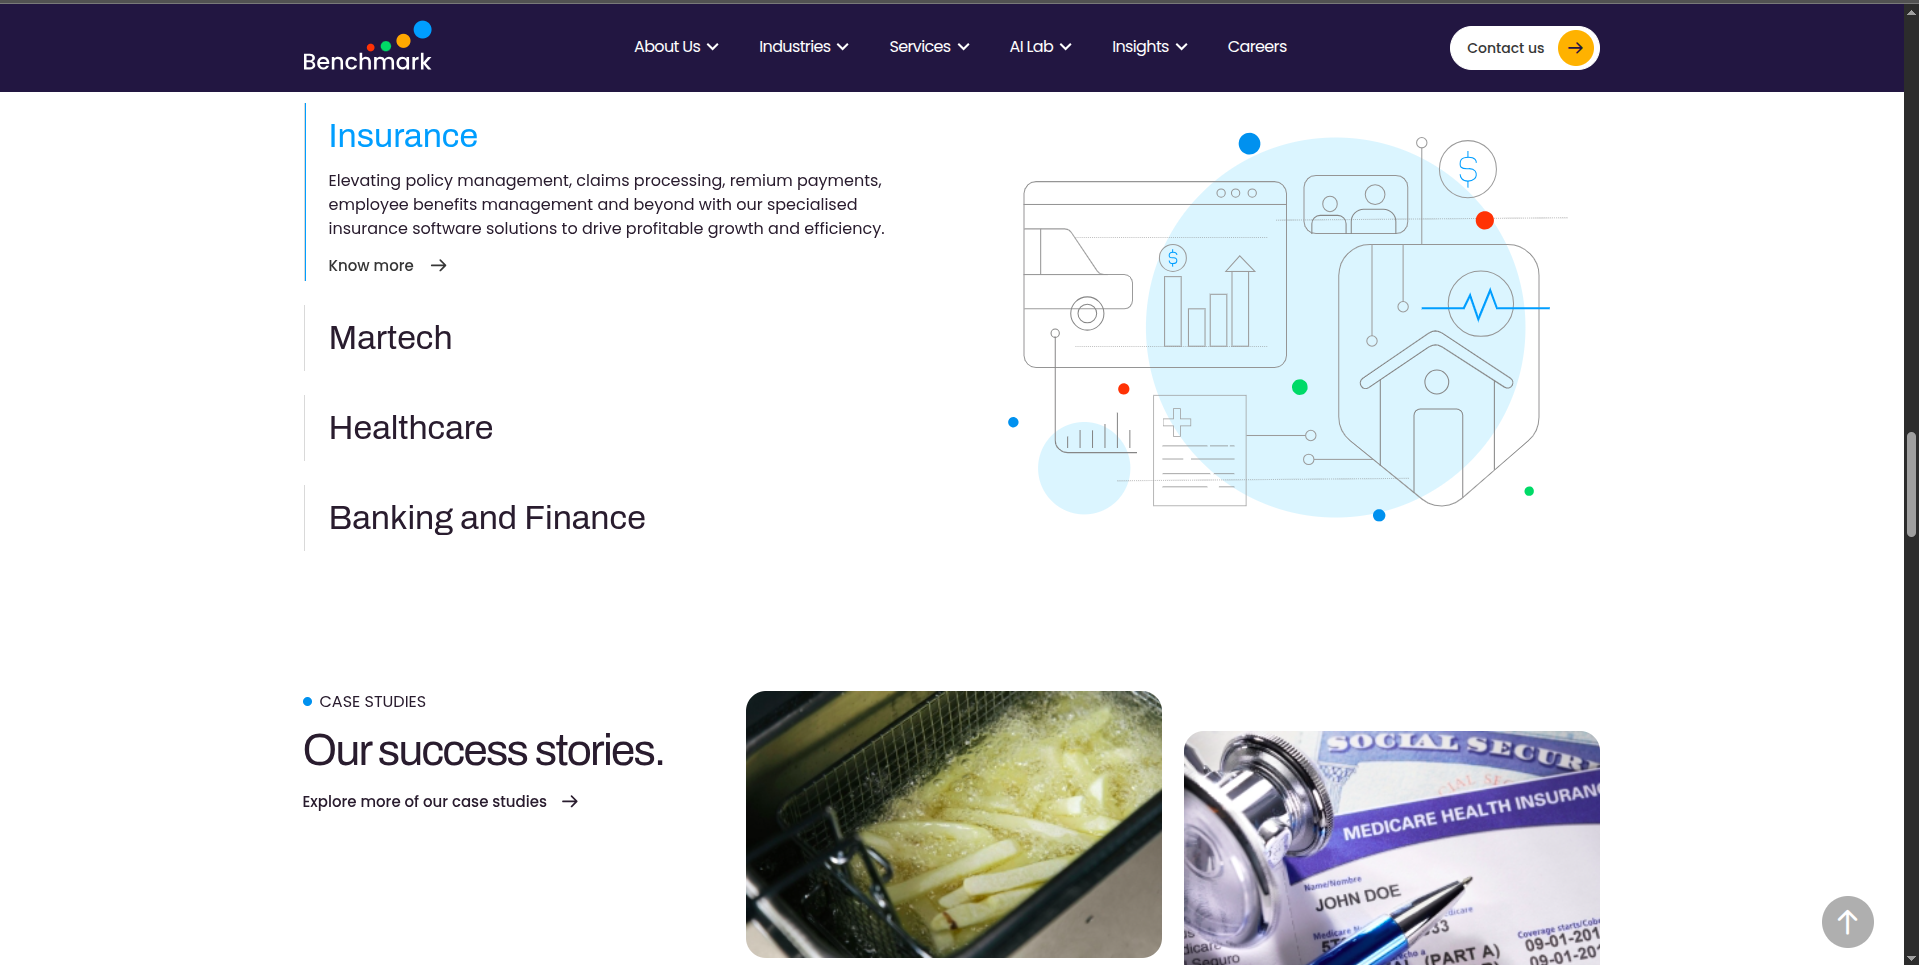 Benchmark
About Us
Industries
Services
AI Lab
Insights
Careers
Contact us
Insurance
Elevating policy management, claims processing, remium payments,
employee benefits management and beyond with our specialised
insurance software solutions to drive profitable growth and efficiency.
Know more
$
$
Martech
Healthcare
Banking and Finance
CASE STUDIES
Our success stories.
Explore more of our case studies
SOCIAL SECUR
MEDICARE HEALTH INSURAN
Name/Nombre
JOHN DOE
(PART A)
Coverage starts/Cob
09-01-201
09-01-201
Seguro